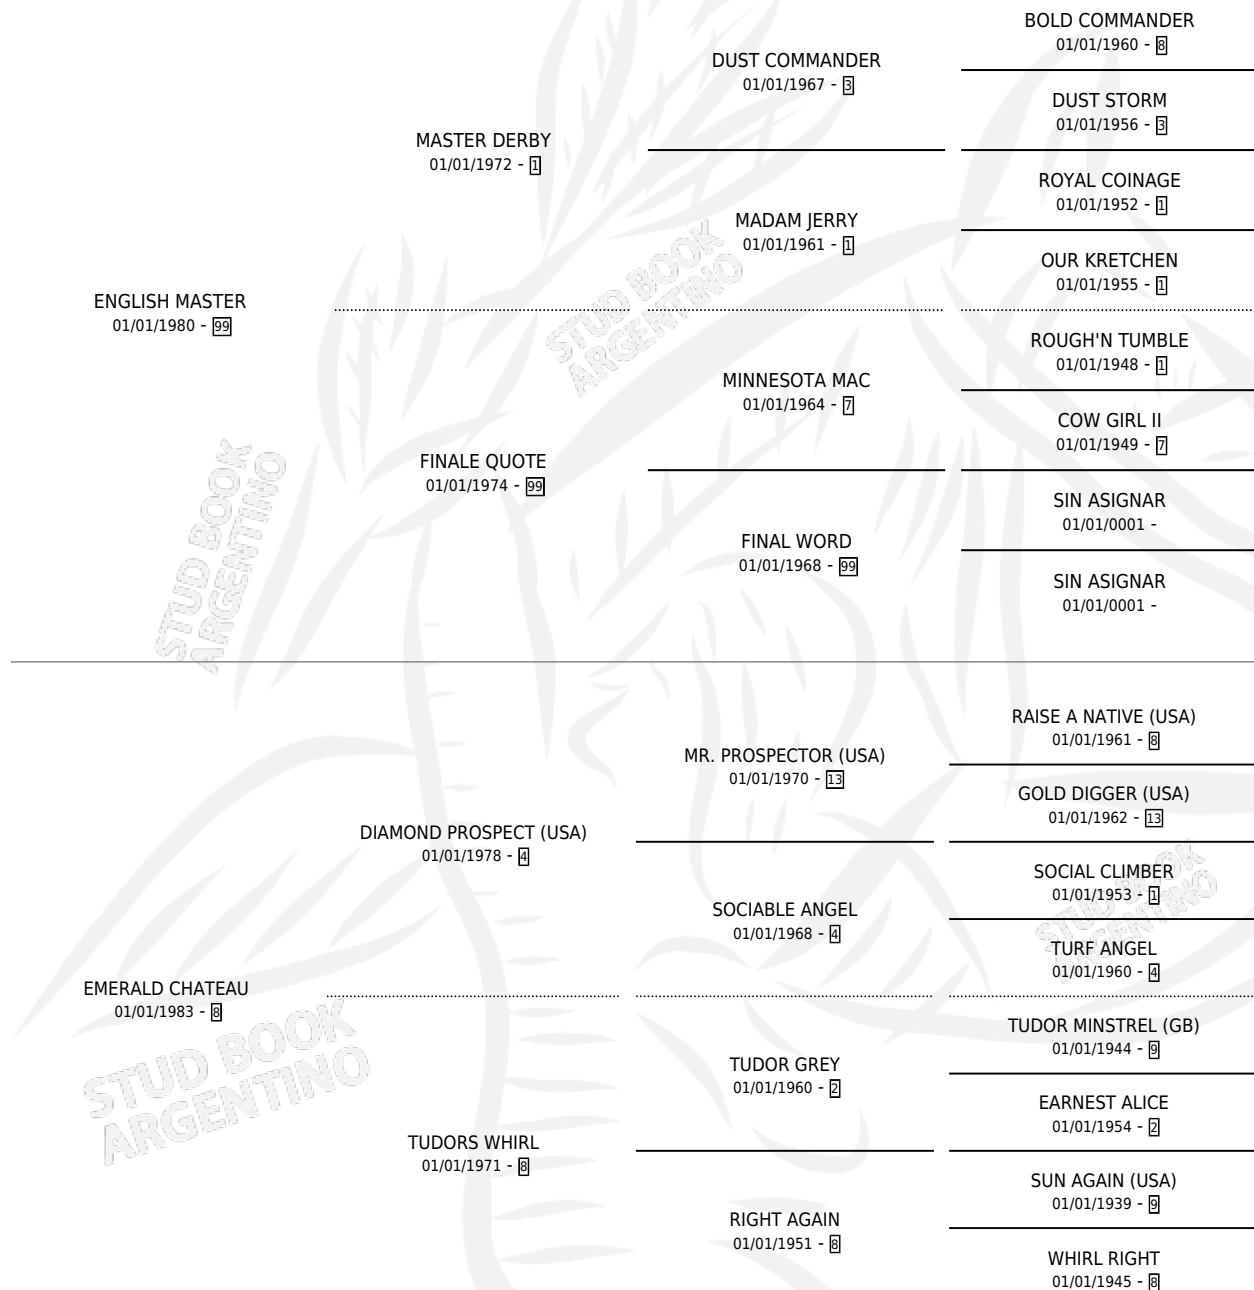 BOLD COMMANDER
01/01/1960 - 8
DUST COMMANDER
01/01/1967 - 3
DUST STORM
01/01/1956 - 3
MASTER DERBY
01/01/1972 - 1
ROYAL COINAGE
01/01/1952 - 1
MADAM JERRY
01/01/1961 - 1
OUR KRETCHEN
01/01/1955 - 1
ENGLISH MASTER
01/01/1980 - 99
ROUGH'N TUMBLE
01/01/1948 - 1
MINNESOTA MAC
01/01/1964 - 7
COW GIRL II
01/01/1949 - 7
FINALE QUOTE
01/01/1974 - 99
SIN ASIGNAR
01/01/0001 -
FINAL WORD
01/01/1968 - 99
SIN ASIGNAR
01/01/0001 -
RAISE A NATIVE (USA)
01/01/1961 - 8
MR. PROSPECTOR (USA)
01/01/1970 - 13
GOLD DIGGER (USA)
01/01/1962 - 13
DIAMOND PROSPECT (USA)
01/01/1978 - 4
SOCIAL CLIMBER
01/01/1953 - 1
SOCIABLE ANGEL
01/01/1968 - 4
TURF ANGEL
01/01/1960 - 4
EMERALD CHATEAU
01/01/1983 - 8
TUDOR MINSTREL (GB)
01/01/1944 - 9
TUDOR GREY
01/01/1960 - 2
EARNEST ALICE
01/01/1954 - 2
TUDORS WHIRL
01/01/1971 - 8
SUN AGAIN (USA)
01/01/1939 - 9
RIGHT AGAIN
01/01/1951 - 8
WHIRL RIGHT
01/01/1945 - 8
STUD BOOK
ARGENTINO
STUD BOOK
ARGENTINO
STUD BOOK
ARGENTINO
STUD BOOK
ARGENTINO